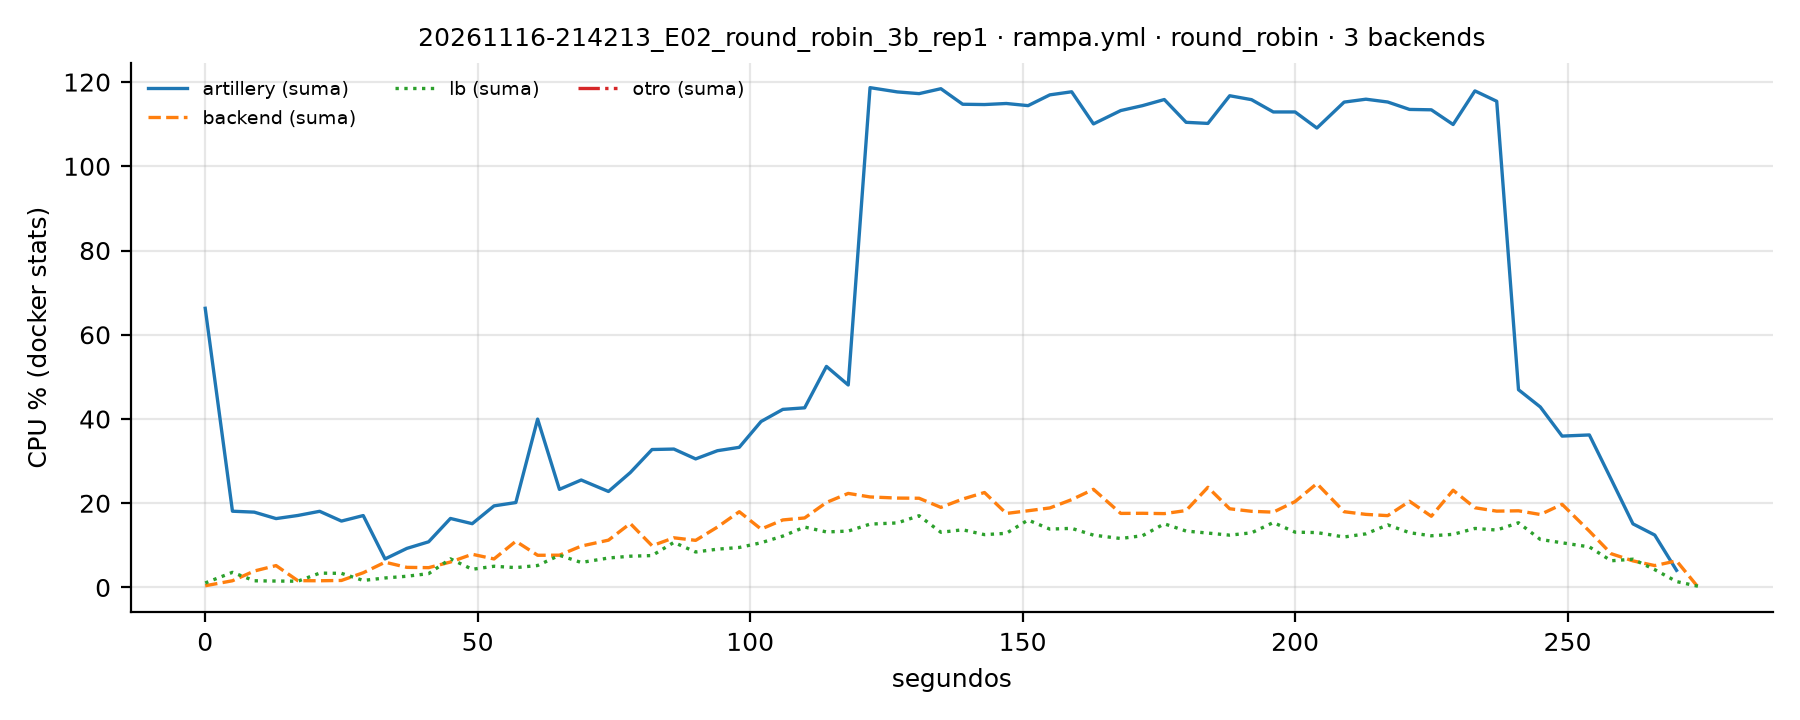 20261116-214213_E02_round_robin_3b_rep1 · rampa.yml · round_robin · 3 backends
artillery (suma)
backend (suma)
lb (suma)
otro (suma)
CPU % (docker stats)
120
100
80
60
40
20
0
0 50 100 150 200 250
segundos